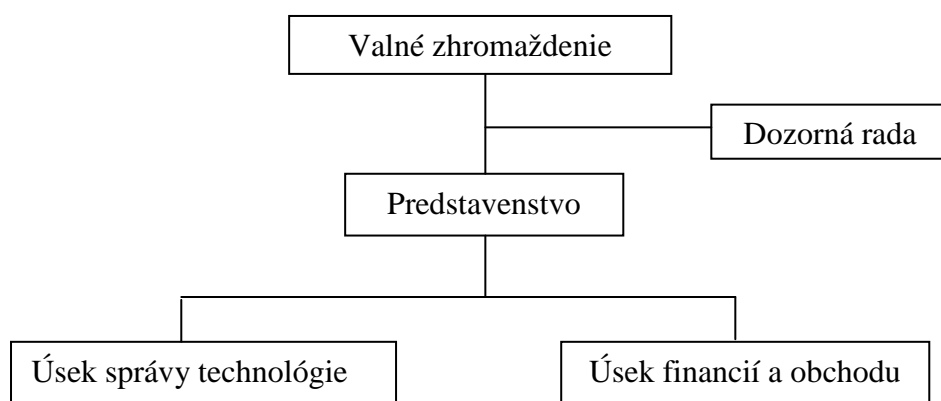 Valné zhromaždenie
Dozorná rada
Predstavenstvo
Úsek správy technológie
Úsek financií a obchodu